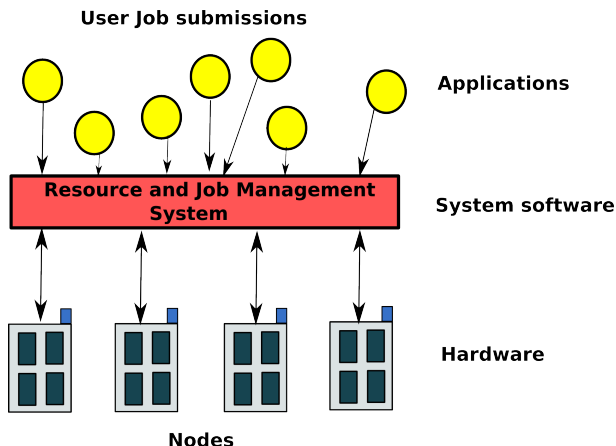 User Job submissions
Applications
Resource and Job Management
System
System software
Hardware
Nodes